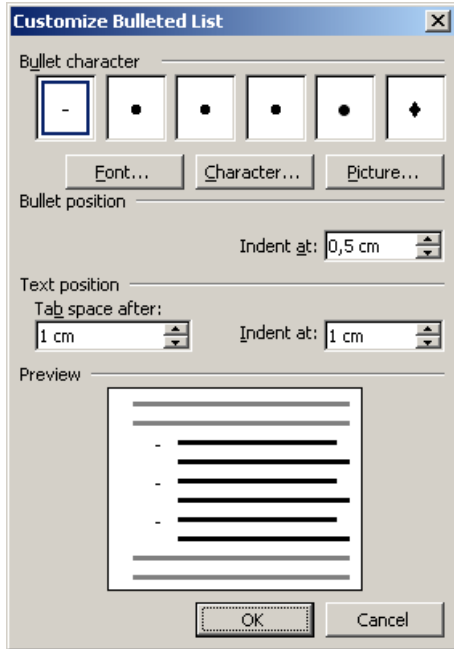 Customize Bulleted List
Bullet character
Font... Character... Picture...
Bullet position
Indent at: 0,5 cm
Text position
Tab space after:
1 cm Indent at: 1 cm
Preview
OK Cancel